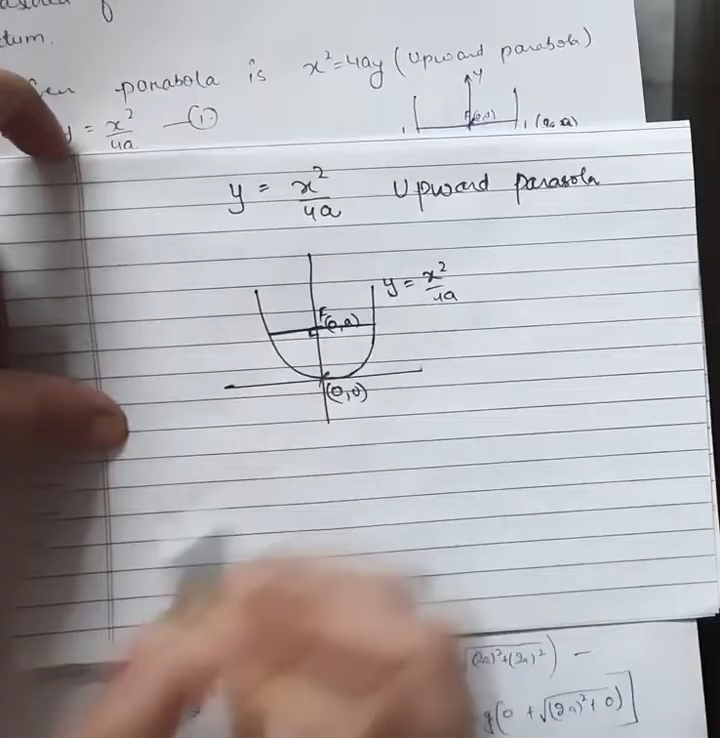 tum.
parabola is x²=4ay (Upward parabola)
y = x²/4a —(1)
y
F(0,0)
y = x²/4a Upward parabola
y = x²/4a
F(0,a)
(0,0)
(2a)²+(2a)²) −
g(0 + √(2a)²+0)]